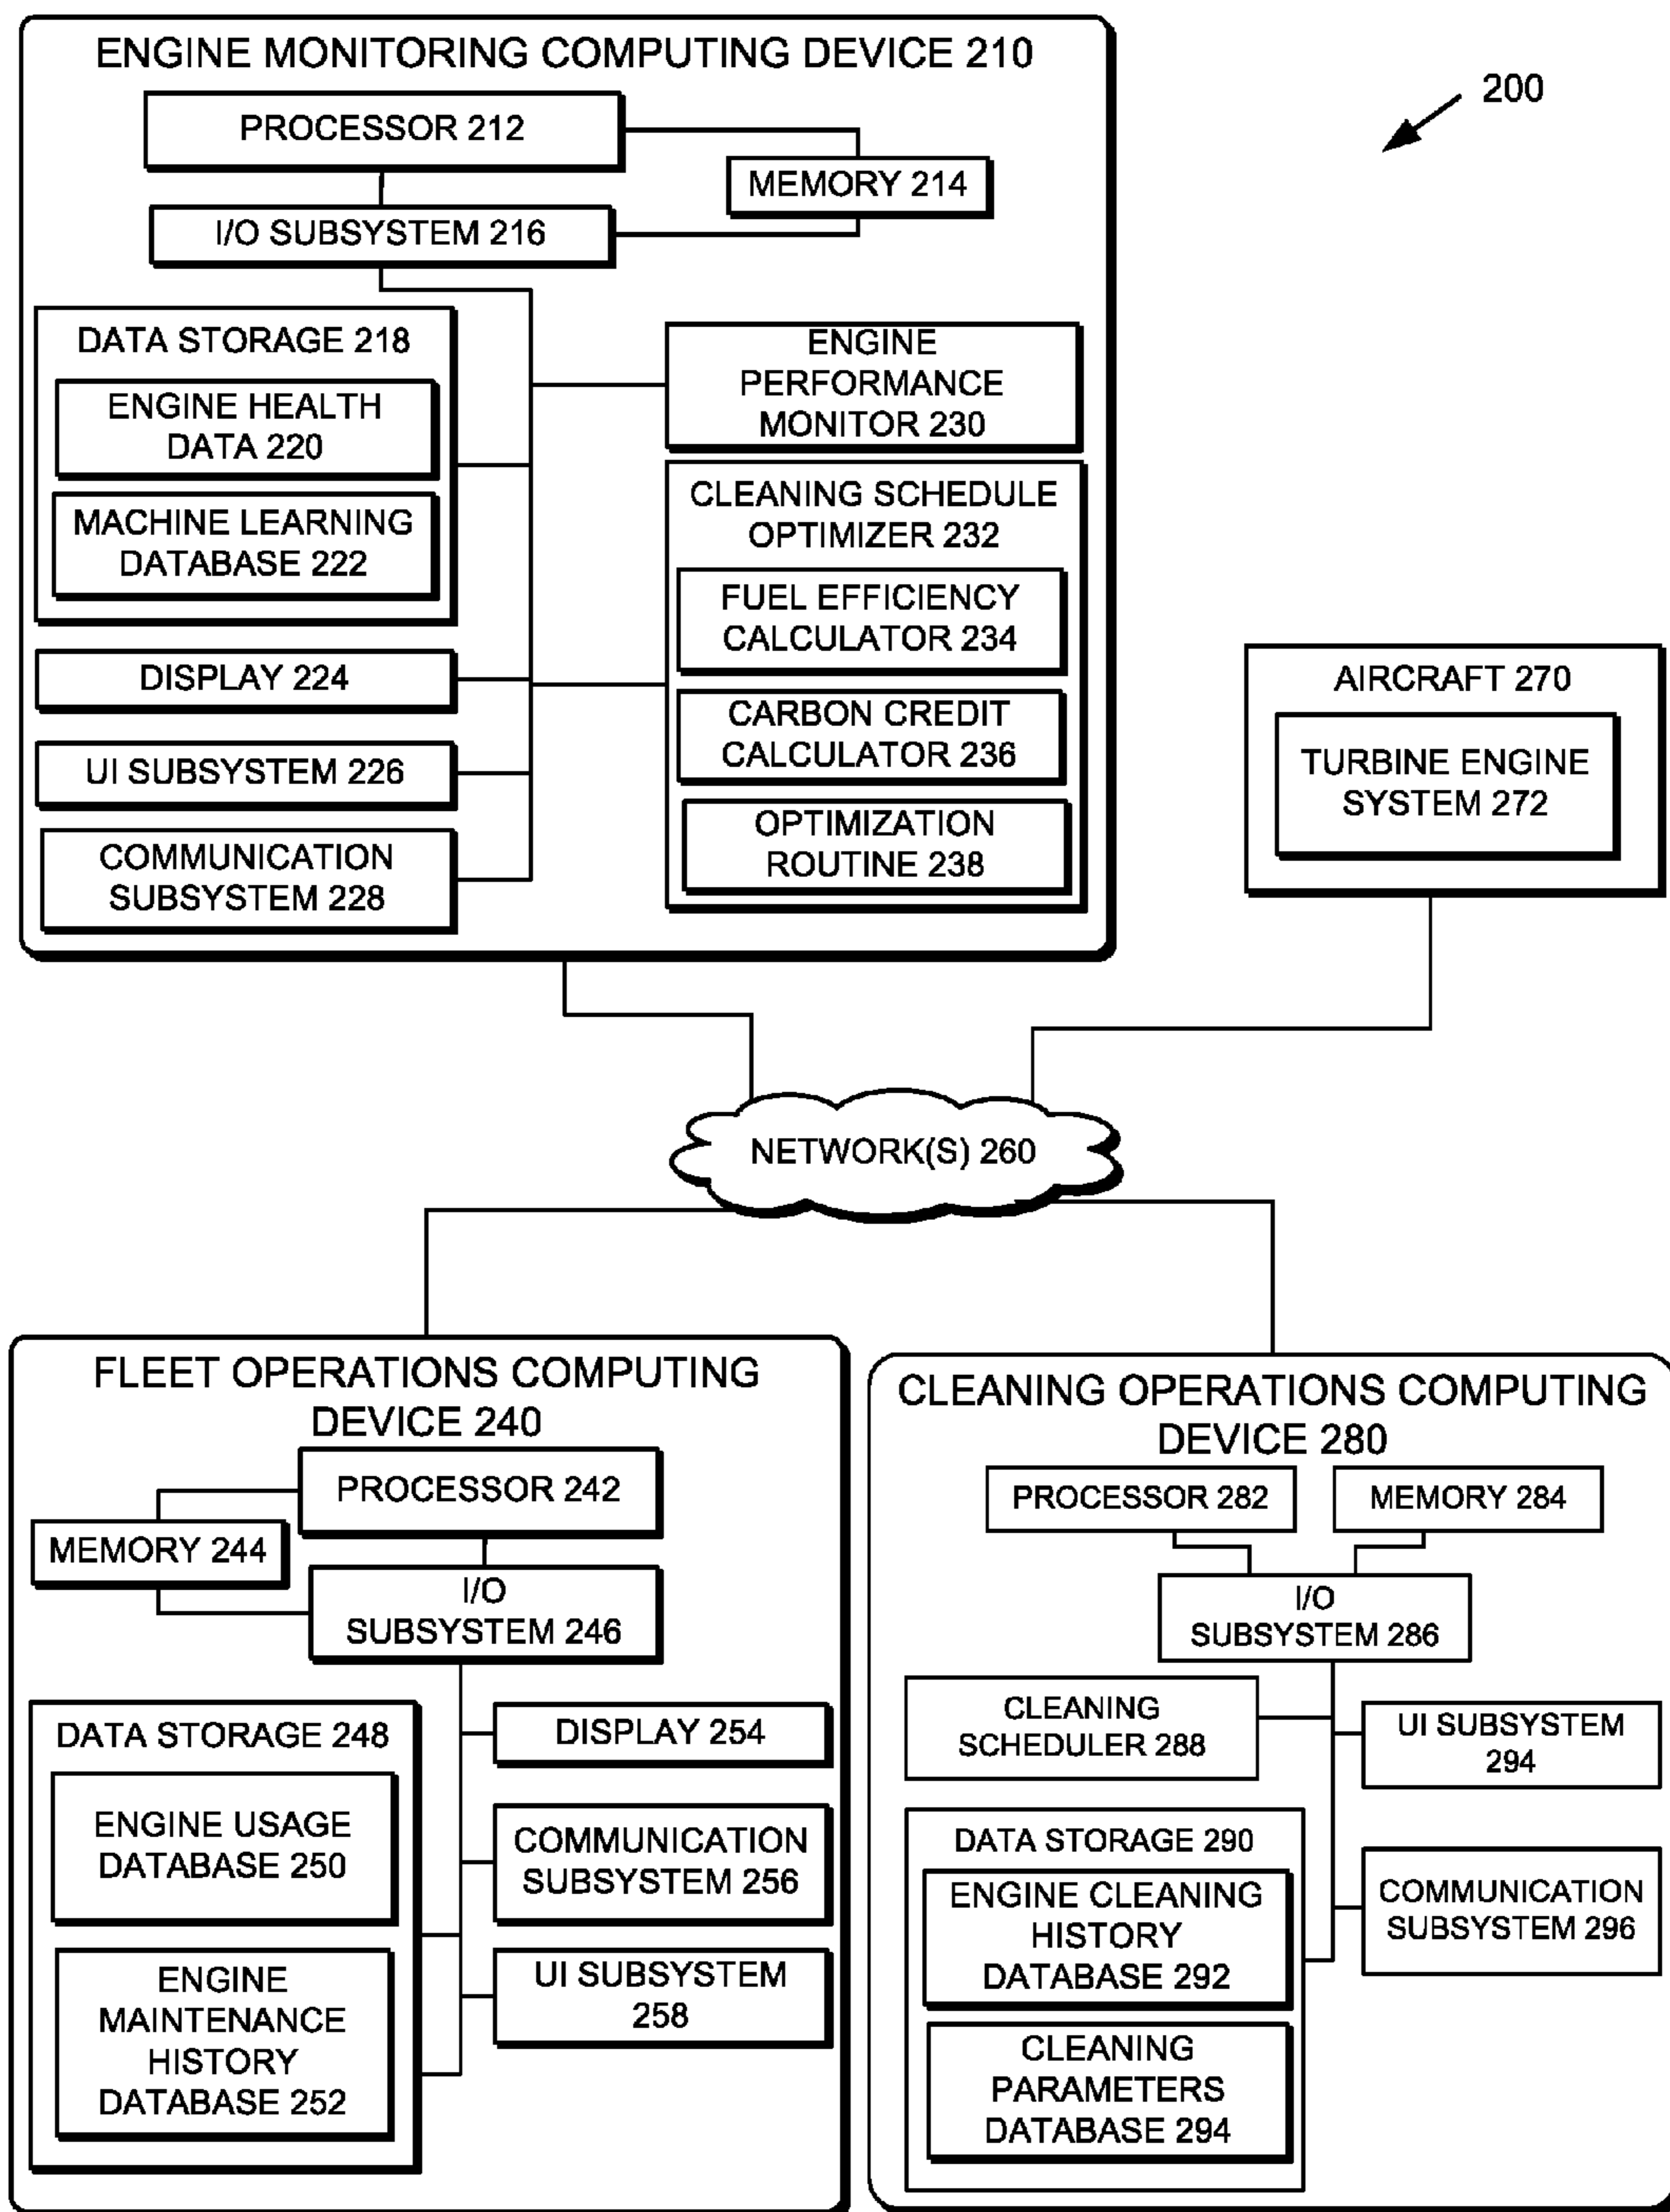 ENGINE MONITORING COMPUTING DEVICE 210
200
PROCESSOR 212
MEMORY 214
I/O SUBSYSTEM 216
DATA STORAGE 218
ENGINE HEALTH
DATA 220
MACHINE LEARNING
DATABASE 222
DISPLAY 224
UI SUBSYSTEM 226
COMMUNICATION
SUBSYSTEM 228
ENGINE
PERFORMANCE
MONITOR 230
CLEANING SCHEDULE
OPTIMIZER 232
FUEL EFFICIENCY
CALCULATOR 234
CARBON CREDIT
CALCULATOR 236
OPTIMIZATION
ROUTINE 238
AIRCRAFT 270
TURBINE ENGINE
SYSTEM 272
NETWORK(S) 260
FLEET OPERATIONS COMPUTING
DEVICE 240
PROCESSOR 242
MEMORY 244
I/O
SUBSYSTEM 246
DATA STORAGE 248
ENGINE USAGE
DATABASE 250
ENGINE
MAINTENANCE
HISTORY
DATABASE 252
DISPLAY 254
COMMUNICATION
SUBSYSTEM 256
UI SUBSYSTEM
258
CLEANING OPERATIONS COMPUTING
DEVICE 280
PROCESSOR 282
MEMORY 284
I/O
SUBSYSTEM 286
CLEANING
SCHEDULER 288
UI SUBSYSTEM
294
DATA STORAGE 290
ENGINE CLEANING
HISTORY
DATABASE 292
CLEANING
PARAMETERS
DATABASE 294
COMMUNICATION
SUBSYSTEM 296